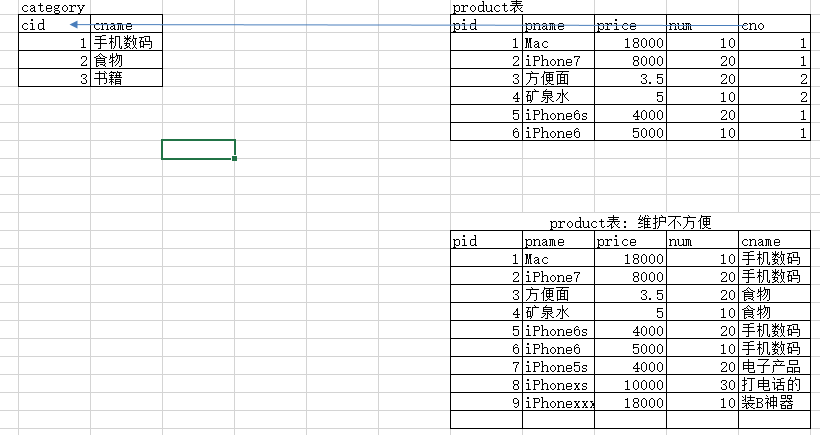 category
cid cname
1 手机数码
2 食物
3 书籍
product表
pid pname price num cno
1 Mac 18000 10 1
2 iPhone7 8000 20 1
3 方便面 3.5 20 2
4 矿泉水 5 10 2
5 iPhone6s 4000 20 1
6 iPhone6 5000 10 1
product表: 维护不方便
pid pname price num cname
1 Mac 18000 10 手机数码
2 iPhone7 8000 20 手机数码
3 方便面 3.5 20 食物
4 矿泉水 5 10 食物
5 iPhone6s 4000 20 手机数码
6 iPhone6 5000 10 手机数码
7 iPhone5s 4000 20 电子产品
8 iPhonexs 10000 30 打电话的
9 iPhonexxx 18000 10 装B神器